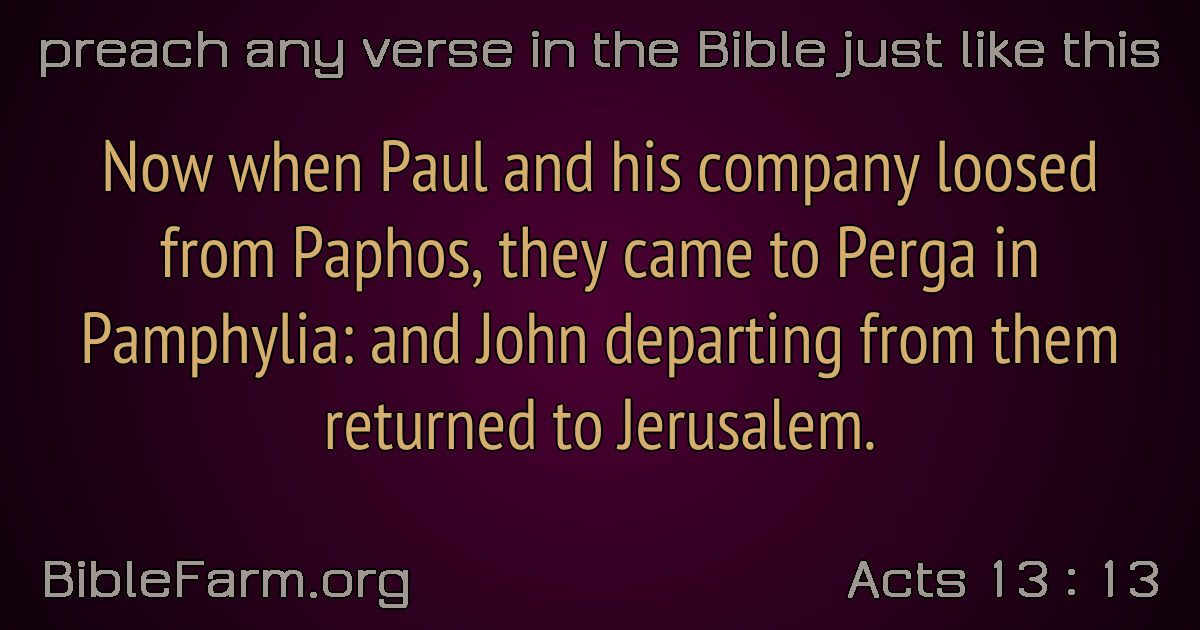 preach any verse in the Bible just like this
Now when Paul and his company loosed
from Paphos, they came to Perga in
Pamphylia: and John departing from them
returned to Jerusalem.
BibleFarm.org
Acts 13 : 13